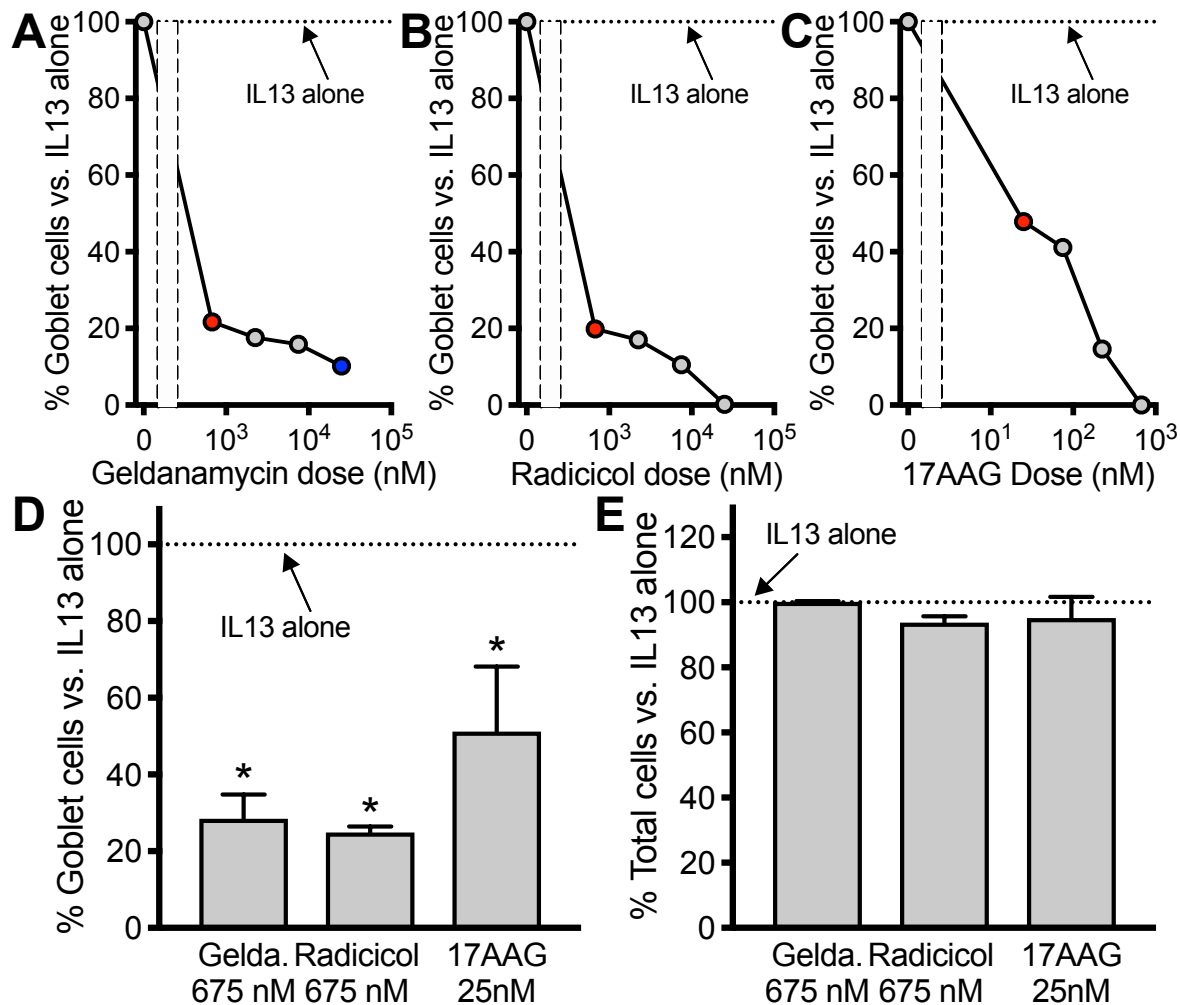 A
% Goblet cells vs. IL13 alone
100
80
60
40
20
0
IL13 alone
0 10³ 10⁴ 10⁵
Geldanamycin dose (nM)
B
% Goblet cells vs. IL13 alone
100
80
60
40
20
0
IL13 alone
0 10³ 10⁴ 10⁵
Radicicol dose (nM)
C
% Goblet cells vs. IL13 alone
100
80
60
40
20
0
IL13 alone
0 10¹ 10² 10³
17AAG Dose (nM)
D
% Goblet cells vs. IL13 alone
100
80
60
40
20
0
IL13 alone
* * *
Gelda. Radicicol 17AAG
675 nM 675 nM 25nM
E
% Total cells vs. IL13 alone
120
100
80
60
40
20
0
IL13 alone
Gelda. Radicicol 17AAG
675 nM 675 nM 25nM